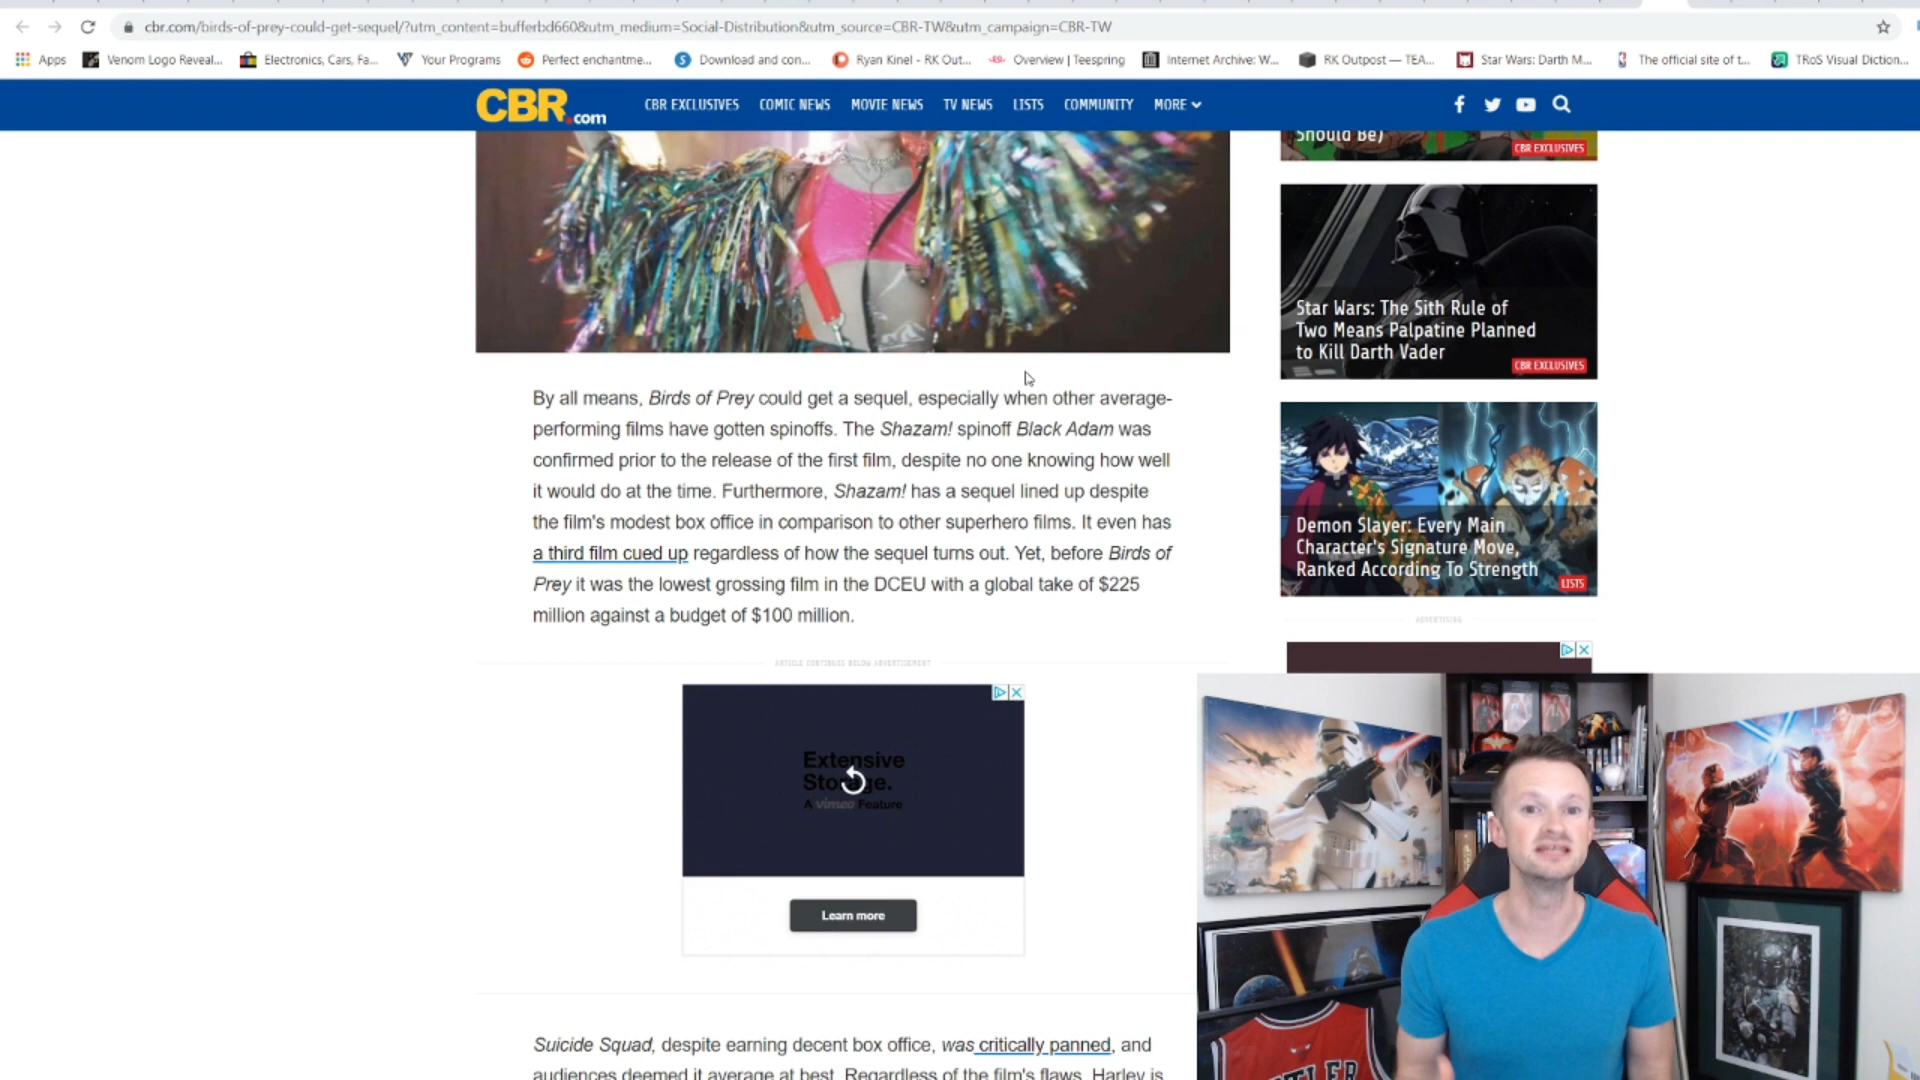 cbr.com/birds-of-prey-could-get-sequel/?utm_content=bufferbd660&utm_medium=Social-Distribution&utm_source=CBR-TW&utm_campaign=CBR-TW
Apps
Venom Logo Reveal...
Electronics, Cars, Fa...
Your Programs
Perfect enchantme...
Download and con...
Ryan Kinel - RK Out...
Overview | Teespring
Internet Archive: W...
RK Outpost — TEA...
Star Wars: Darth M...
The official site of t...
TRoS Visual Diction...
CBR.com
CBR EXCLUSIVES
COMIC NEWS
MOVIE NEWS
TV NEWS
LISTS
COMMUNITY
MORE
Should Be)
CBR EXCLUSIVES
Star Wars: The Sith Rule of
Two Means Palpatine Planned
to Kill Darth Vader
CBR EXCLUSIVES
By all means, Birds of Prey could get a sequel, especially when other average-
performing films have gotten spinoffs. The Shazam! spinoff Black Adam was
confirmed prior to the release of the first film, despite no one knowing how well
it would do at the time. Furthermore, Shazam! has a sequel lined up despite
the film's modest box office in comparison to other superhero films. It even has
a third film cued up regardless of how the sequel turns out. Yet, before Birds of
Prey it was the lowest grossing film in the DCEU with a global take of $225
million against a budget of $100 million.
Demon Slayer: Every Main
Character's Signature Move,
Ranked According To Strength
LISTS
ADVERTISING
ARTICLE CONTINUES BELOW ADVERTISEMENT
Extensive
Storage.
A vimeo Feature
Learn more
Suicide Squad, despite earning decent box office, was critically panned, and
audiences deemed it average at best. Regardless of the film's flaws, Harley is